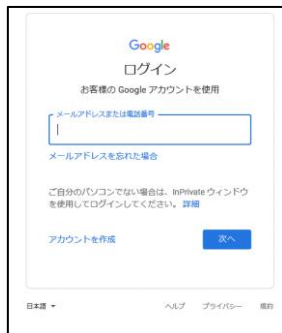 Google
ログイン
お客様の Google アカウントを使用
メールアドレスまたは電話番号
メールアドレスを忘れた場合
ご自分のパソコンでない場合は、InPrivate ウィンドウ
を使用してログインしてください。 詳細
アカウントを作成 次へ
日本語 ヘルプ プライバシー 規約